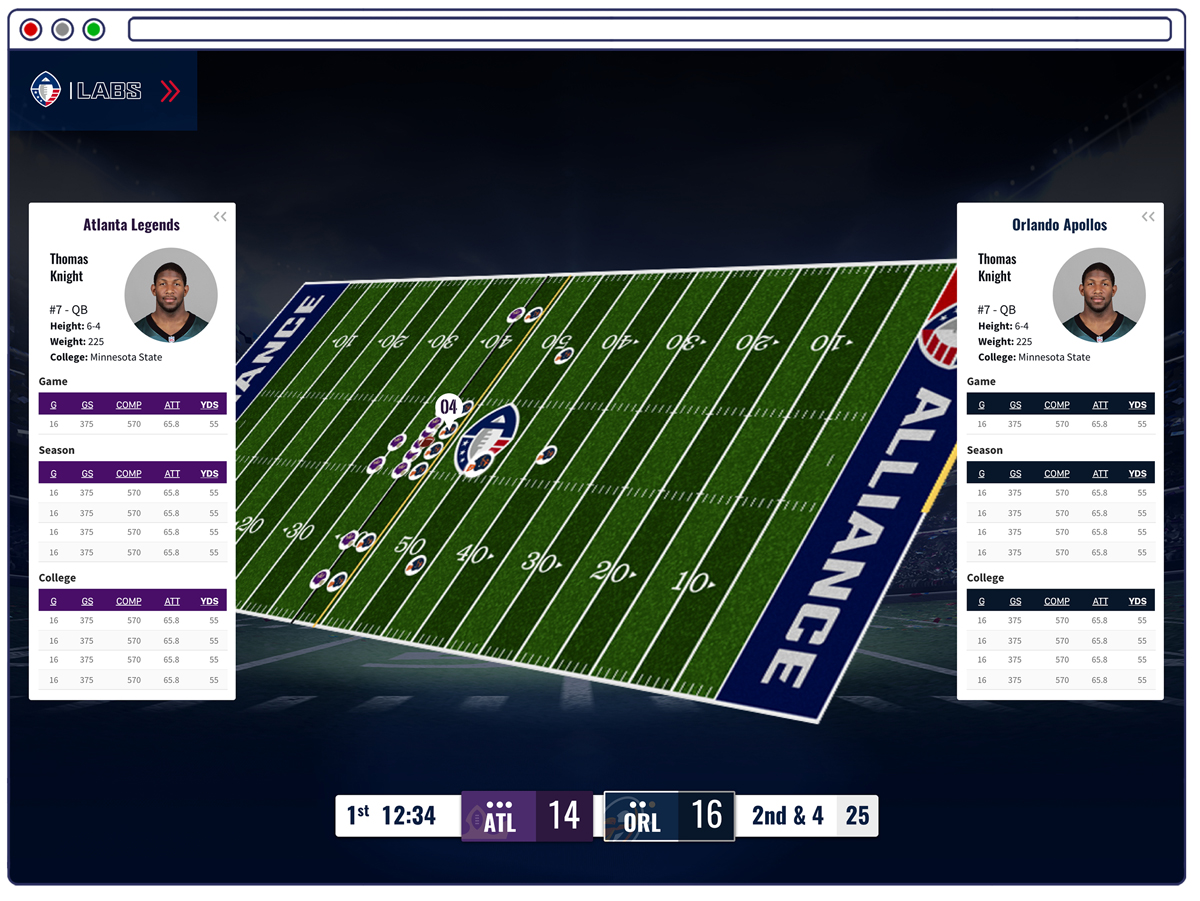 LABS
Atlanta Legends
Thomas
Knight
#7 - QB
Height: 6-4
Weight: 225
College: Minnesota State
Game
G GS COMP ATT YDS
16 375 570 65.8 55
Season
G GS COMP ATT YDS
16 375 570 65.8 55
16 375 570 65.8 55
16 375 570 65.8 55
16 375 570 65.8 55
College
G GS COMP ATT YDS
16 375 570 65.8 55
16 375 570 65.8 55
16 375 570 65.8 55
16 375 570 65.8 55
ANCE
10 20 30 40 50 40 30 20 10
04
20 30 50 40 30 20 10
ALLIANCE
Orlando Apollos
Thomas
Knight
#7 - QB
Height: 6-4
Weight: 225
College: Minnesota State
Game
G GS COMP ATT YDS
16 375 570 65.8 55
Season
G GS COMP ATT YDS
16 375 570 65.8 55
16 375 570 65.8 55
16 375 570 65.8 55
16 375 570 65.8 55
College
G GS COMP ATT YDS
16 375 570 65.8 55
16 375 570 65.8 55
16 375 570 65.8 55
16 375 570 65.8 55
1st 12:34 ATL 14 ORL 16 2nd & 4 25